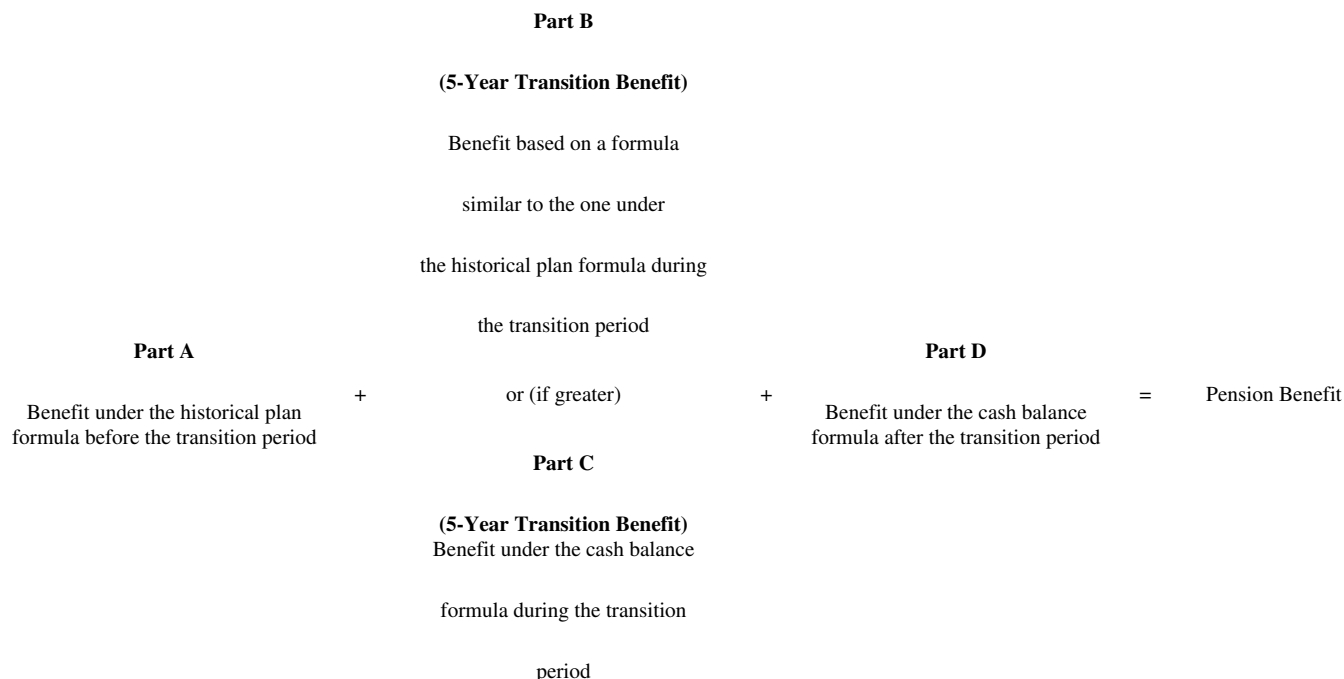 Part B
(5-Year Transition Benefit)
Benefit based on a formula
similar to the one under
the historical plan formula during
the transition period
Part A
Part D
+
or (if greater)
+
=
Pension Benefit
Benefit under the historical plan
formula before the transition period
Benefit under the cash balance
formula after the transition period
Part C
(5-Year Transition Benefit)
Benefit under the cash balance
formula during the transition
period